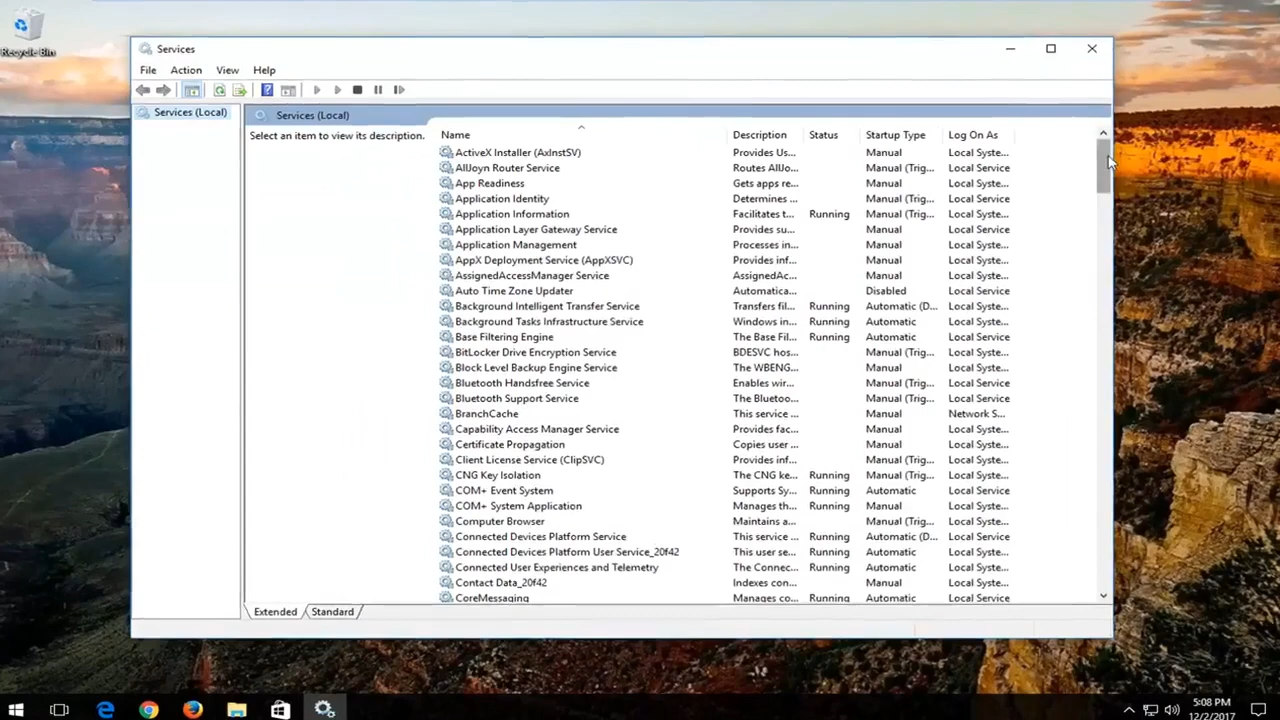 Recycle Bin
Services
File Action View Help
Services (Local)
Services (Local)
Select an item to view its description.
Name Description Status Startup Type Log On As
ActiveX Installer (AxInstSV) Provides Us... Manual Local Syste...
AllJoyn Router Service Routes AllJo... Manual (Trig... Local Service
App Readiness Gets apps re... Manual Local Syste...
Application Identity Determines ... Manual (Trig... Local Service
Application Information Facilitates t... Running Manual (Trig... Local Syste...
Application Layer Gateway Service Provides su... Manual Local Service
Application Management Processes in... Manual Local Syste...
AppX Deployment Service (AppXSVC) Provides inf... Manual Local Syste...
AssignedAccessManager Service AssignedAc... Manual Local Syste...
Auto Time Zone Updater Automatica... Disabled Local Service
Background Intelligent Transfer Service Transfers fil... Running Automatic (D... Local Syste...
Background Tasks Infrastructure Service Windows in... Running Automatic Local Syste...
Base Filtering Engine The Base Fil... Running Automatic Local Service
BitLocker Drive Encryption Service BDESVC hos... Manual (Trig... Local Syste...
Block Level Backup Engine Service The WBENG... Manual Local Syste...
Bluetooth Handsfree Service Enables wir... Manual (Trig... Local Service
Bluetooth Support Service The Bluetoo... Manual (Trig... Local Service
BranchCache This service ... Manual Network S...
Capability Access Manager Service Provides fac... Manual Local Syste...
Certificate Propagation Copies user ... Manual Local Syste...
Client License Service (ClipSVC) Provides inf... Manual (Trig... Local Syste...
CNG Key Isolation The CNG ke... Running Manual (Trig... Local Syste...
COM+ Event System Supports Sy... Running Automatic Local Service
COM+ System Application Manages th... Running Manual Local Syste...
Computer Browser Maintains a... Running Manual (Trig... Local Syste...
Connected Devices Platform Service This service ... Running Automatic (D... Local Service
Connected Devices Platform User Service_20f42 This user se... Running Automatic Local Syste...
Connected User Experiences and Telemetry The Connec... Running Automatic Local Syste...
Contact Data_20f42 Indexes con... Manual Local Syste...
CoreMessaging Manages co... Running Automatic Local Service
Extended Standard
5:08 PM
12/2/2017